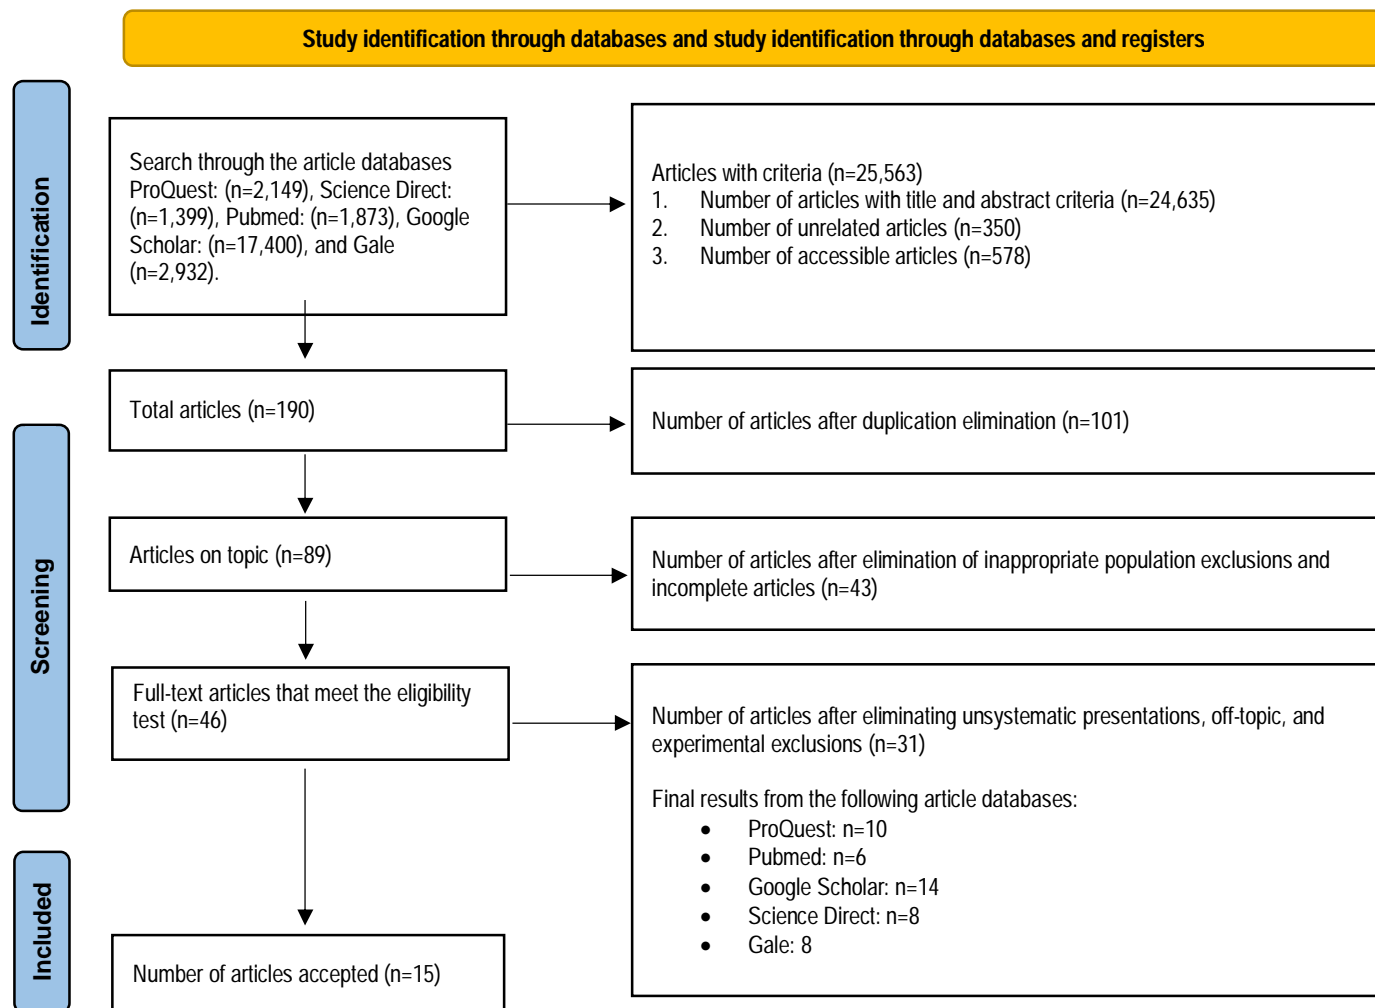 Study identification through databases and study identification through databases and registers
Identification
Search through the article databases
ProQuest: (n=2,149), Science Direct:
(n=1,399), Pubmed: (n=1,873), Google
Scholar: (n=17,400), and Gale
(n=2,932).
Articles with criteria (n=25,563)
1. Number of articles with title and abstract criteria (n=24,635)
2. Number of unrelated articles (n=350)
3. Number of accessible articles (n=578)
Screening
Total articles (n=190)
Number of articles after duplication elimination (n=101)
Articles on topic (n=89)
Number of articles after elimination of inappropriate population exclusions and
incomplete articles (n=43)
Full-text articles that meet the eligibility
test (n=46)
Number of articles after eliminating unsystematic presentations, off-topic, and
experimental exclusions (n=31)
Final results from the following article databases:
• ProQuest: n=10
• Pubmed: n=6
• Google Scholar: n=14
• Science Direct: n=8
• Gale: 8
Included
Number of articles accepted (n=15)